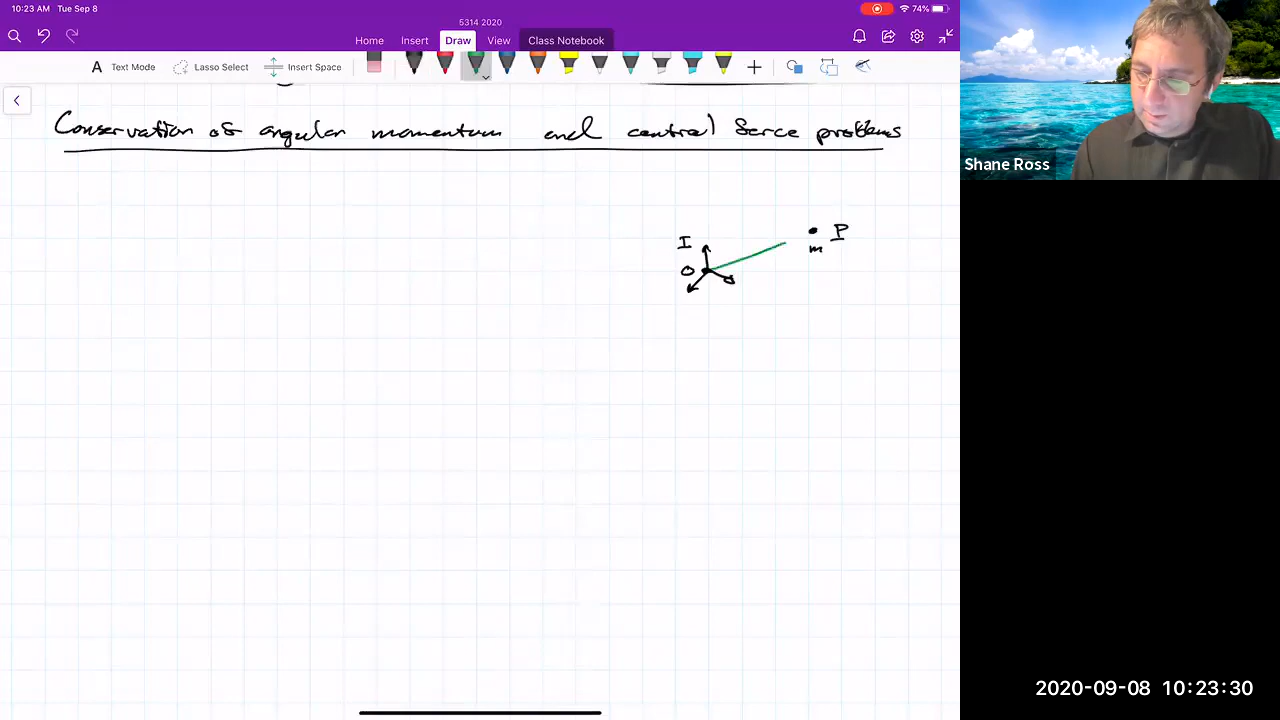 10:23 AM Tue Sep 8
74%
5314 2020
Home Insert Draw View Class Notebook
A Text Mode Lasso Select Insert Space
Conservation of angular momentum and central force problems
I
O
P
m
Shane Ross
2020-09-08 10:23:30